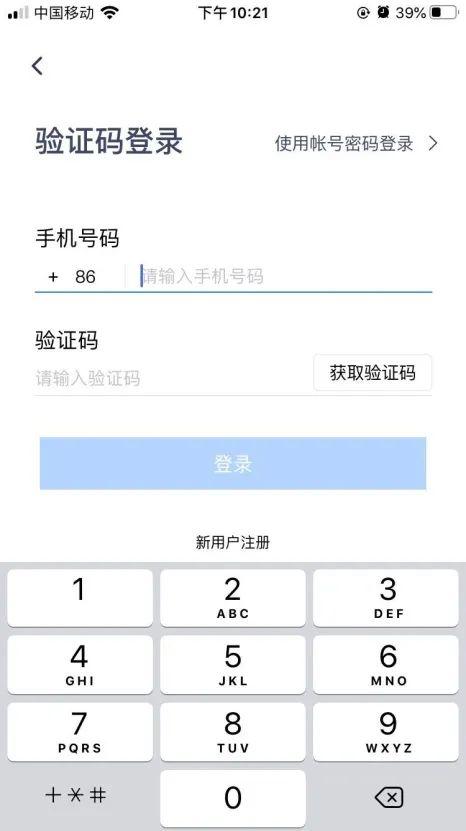 中国移动 下午10:21 39%
验证码登录 使用帐号密码登录
手机号码
+ 86 请输入手机号码
验证码
请输入验证码 获取验证码
登录
新用户注册
1 2 3
ABC DEF
4 5 6
GHI JKL MNO
7 8 9
PQRS TUV WXYZ
+*# 0